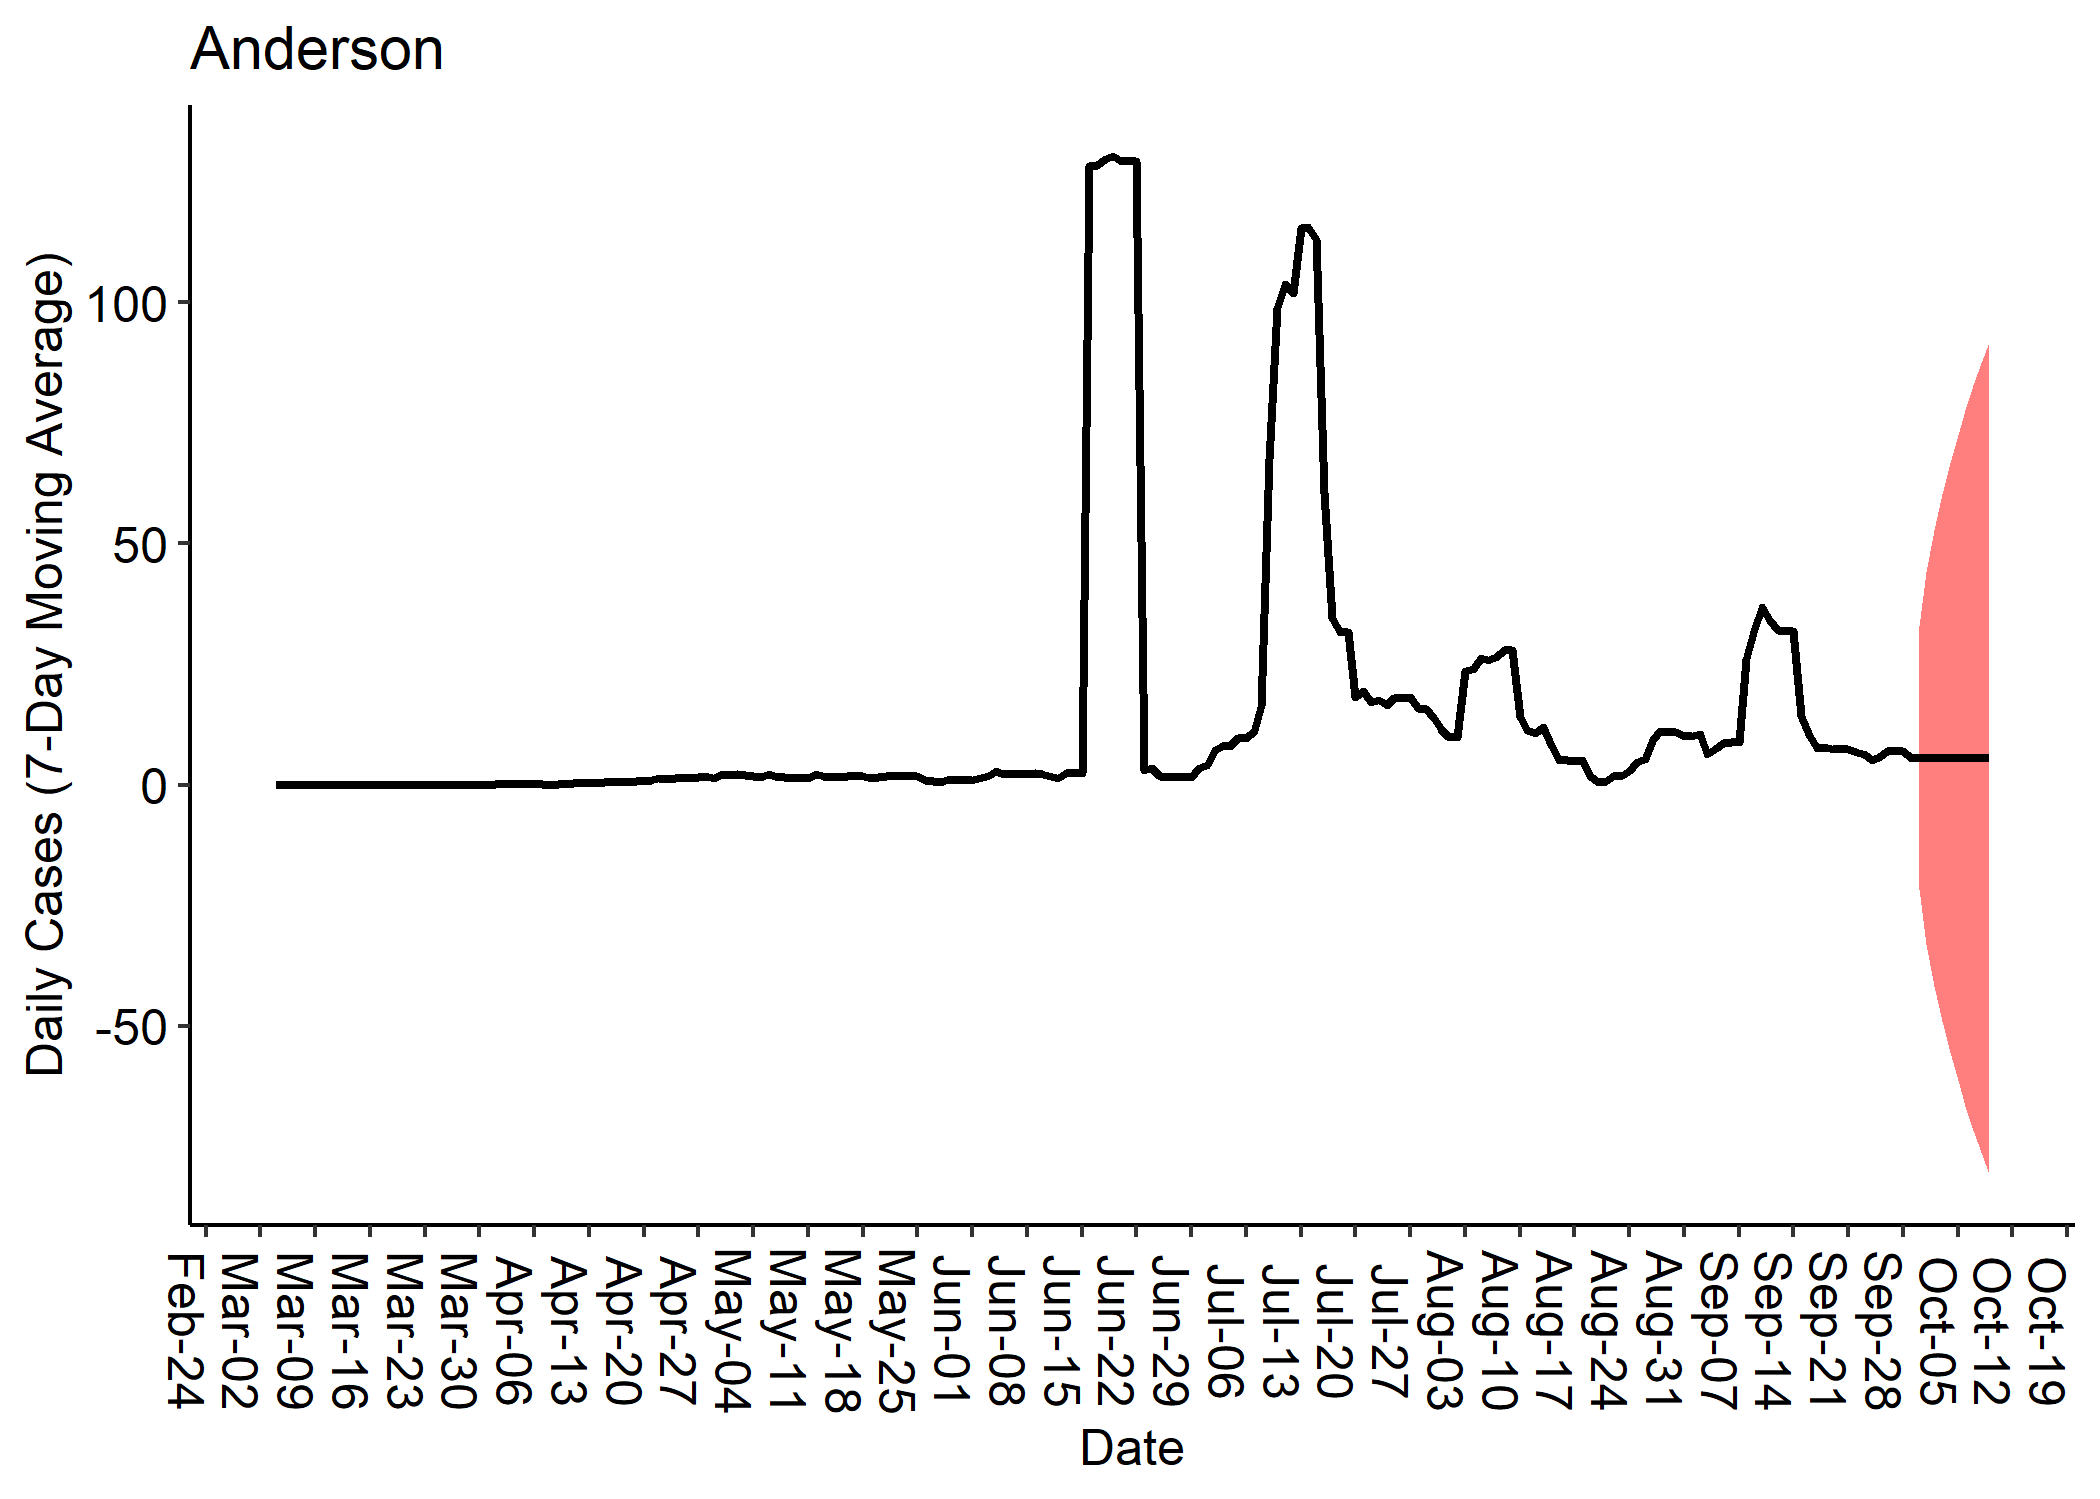 Anderson
Daily Cases (7-Day Moving Average)
100
50
0
-50
Feb-24
Mar-02
Mar-09
Mar-16
Mar-23
Mar-30
Apr-06
Apr-13
Apr-20
Apr-27
May-04
May-11
May-18
May-25
Jun-01
Jun-08
Jun-15
Jun-22
Jun-29
Jul-06
Jul-13
Jul-20
Jul-27
Aug-03
Aug-10
Aug-17
Aug-24
Aug-31
Sep-07
Sep-14
Sep-21
Sep-28
Oct-05
Oct-12
Oct-19
Date